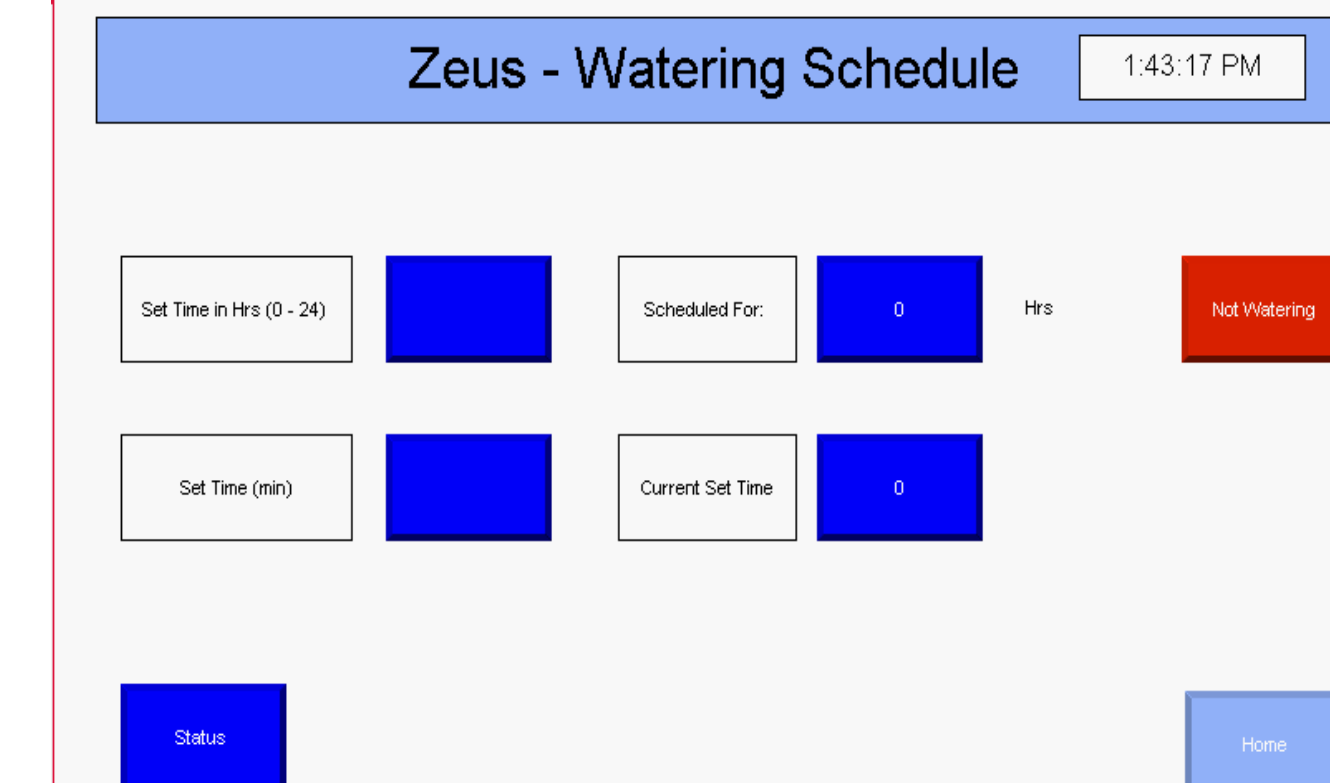 Zeus - Watering Schedule
1:43:17 PM
Set Time in Hrs (0 - 24)
Scheduled For:
0
Hrs
Not Watering
Set Time (min)
Current Set Time
0
Status
Home